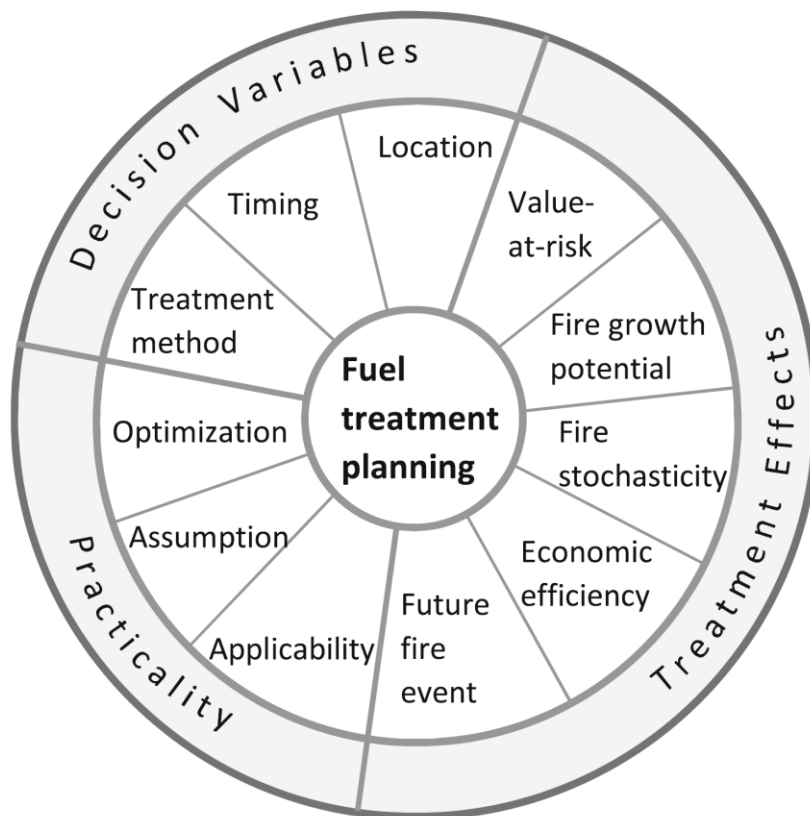 Decision Variables
Location
Timing
Treatment
method
Value-
at-risk
Fire growth
potential
Fire
stochasticity
Economic
efficiency
Future
fire
event
Treatment Effects
Fuel
treatment
planning
Optimization
Assumption
Applicability
Practicality